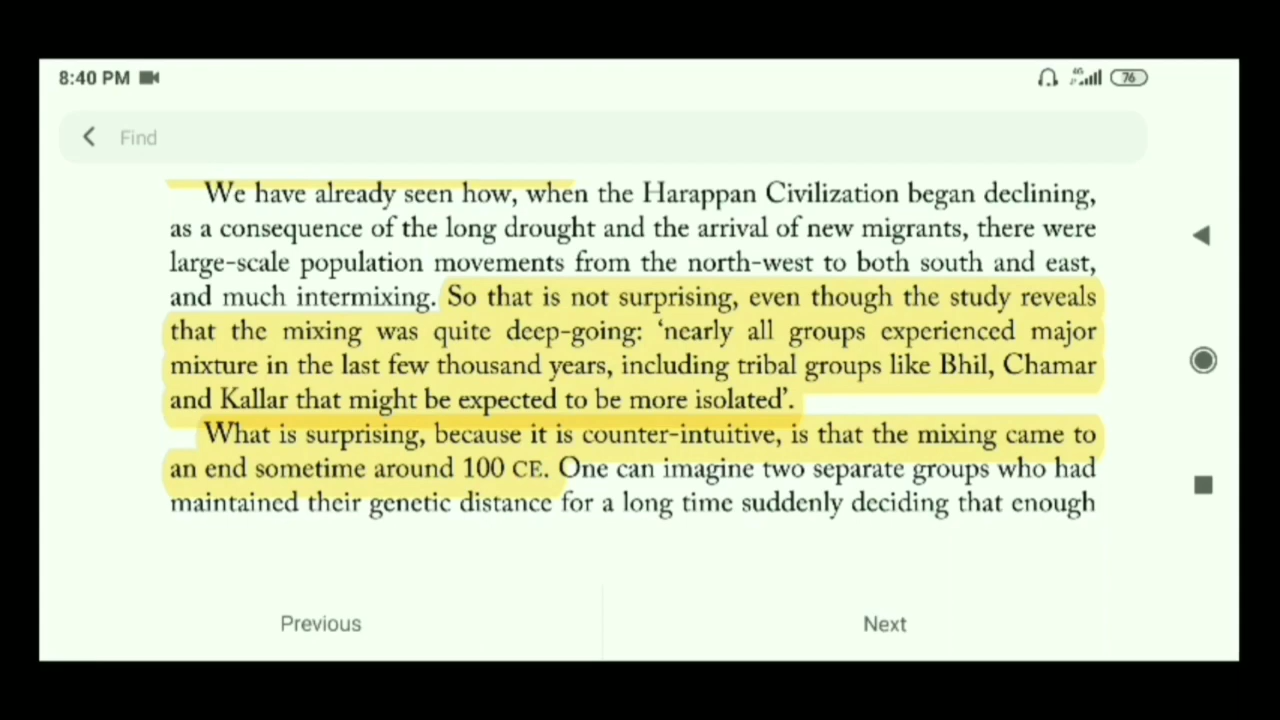 8:40 PM
4G
76
Find
We have already seen how, when the Harappan Civilization began declining,
as a consequence of the long drought and the arrival of new migrants, there were
large-scale population movements from the north-west to both south and east,
and much intermixing. So that is not surprising, even though the study reveals
that the mixing was quite deep-going: ‘nearly all groups experienced major
mixture in the last few thousand years, including tribal groups like Bhil, Chamar
and Kallar that might be expected to be more isolated’.
What is surprising, because it is counter-intuitive, is that the mixing came to
an end sometime around 100 CE. One can imagine two separate groups who had
maintained their genetic distance for a long time suddenly deciding that enough
Previous
Next